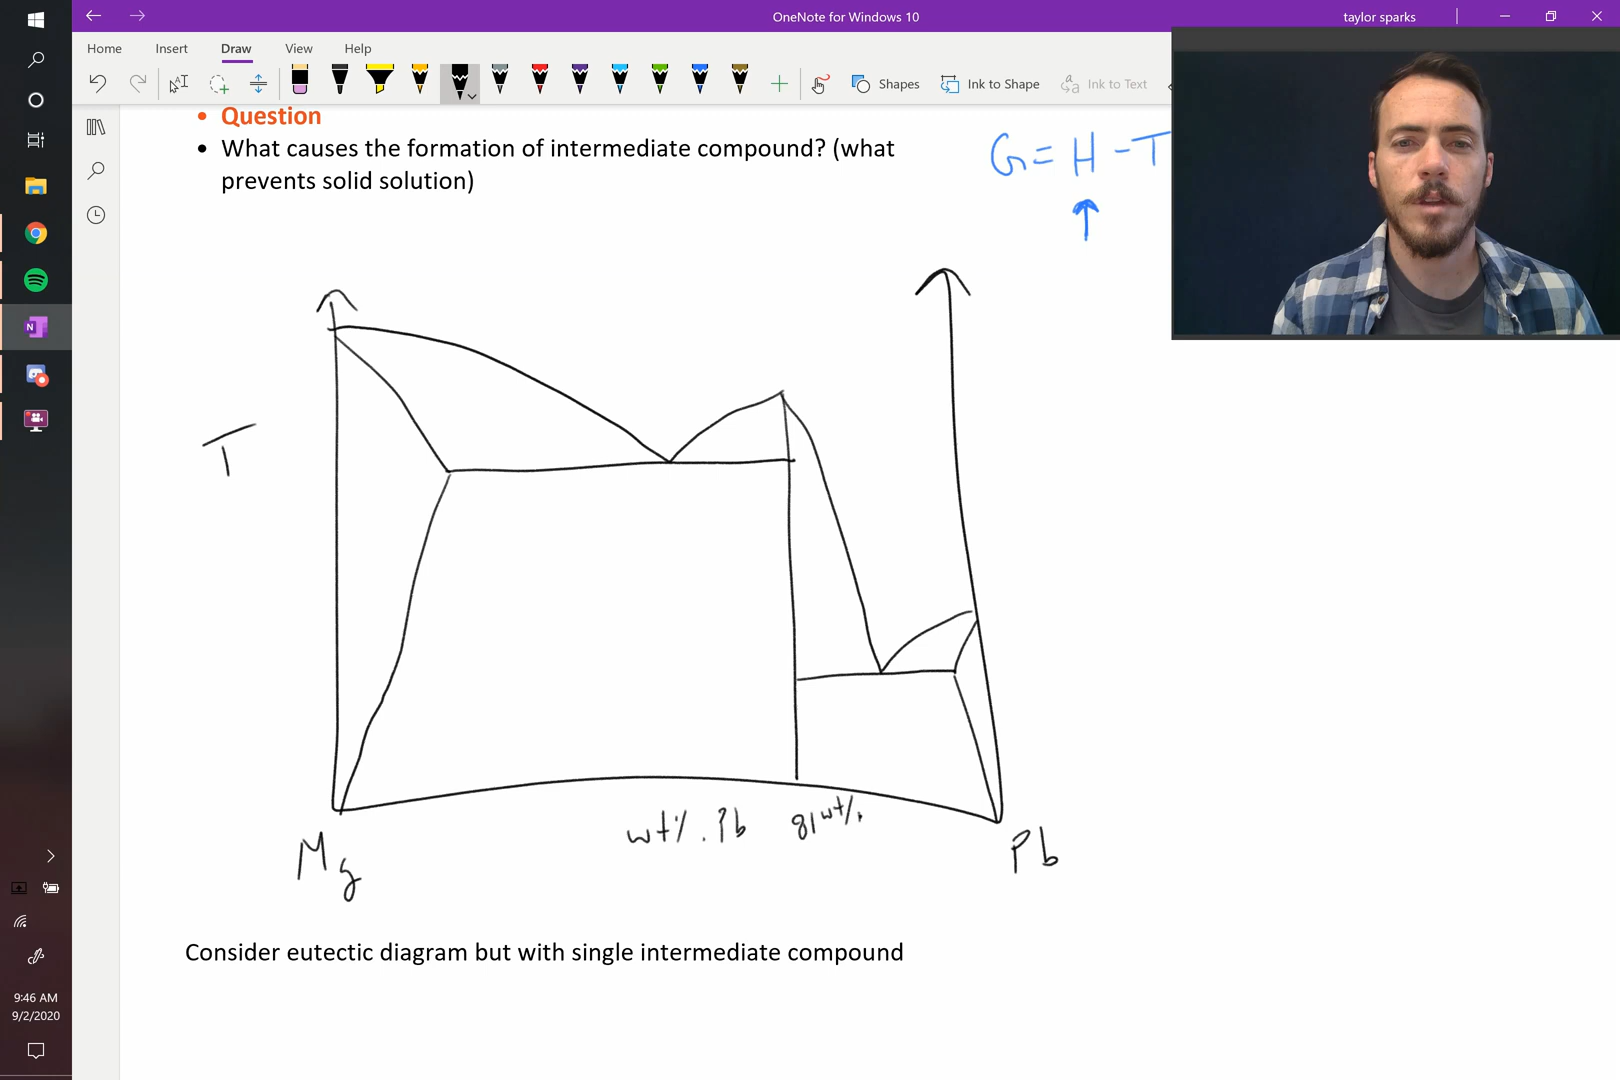 OneNote for Windows 10
taylor sparks
Home Insert Draw View Help
Shapes Ink to Shape Ink to Text
• Question
• What causes the formation of intermediate compound? (what
prevents solid solution)
G = H - T
T
wt%. Pb 81wt%.
Mg Pb
Consider eutectic diagram but with single intermediate compound
9:46 AM
9/2/2020